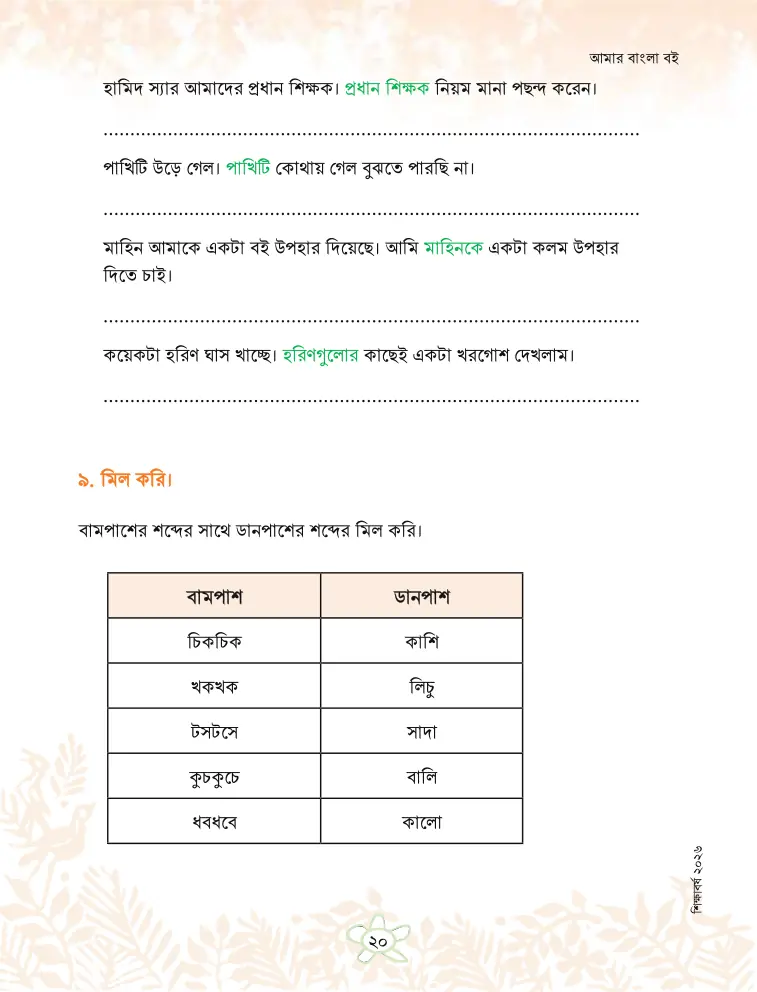 আমার বাংলা বই
হামিদ স্যার আমাদের প্রধান শিক্ষক। প্রধান শিক্ষক নিয়ম মানা পছন্দ করেন।
..........
পাখিটি উড়ে গেল। পাখিটি কোথায় গেল বুঝতে পারছি না।
..........
মাহিন আমাকে একটা বই উপহার দিয়েছে। আমি মাহিনকে একটা কলম উপহার
দিতে চাই।
..........
কয়েকটা হরিণ ঘাস খাচ্ছে। হরিণগুলোর কাছেই একটা খরগোশ দেখলাম।
..........
৯. মিল করি।
বামপাশের শব্দের সাথে ডানপাশের শব্দের মিল করি।
বামপাশ ডানপাশ
চিকচিক কাশি
খকখক লিচু
টসটসে সাদা
কুচকুচে বালি
ধবধবে কালো
শিক্ষাবর্ষ ২০২৬
২০